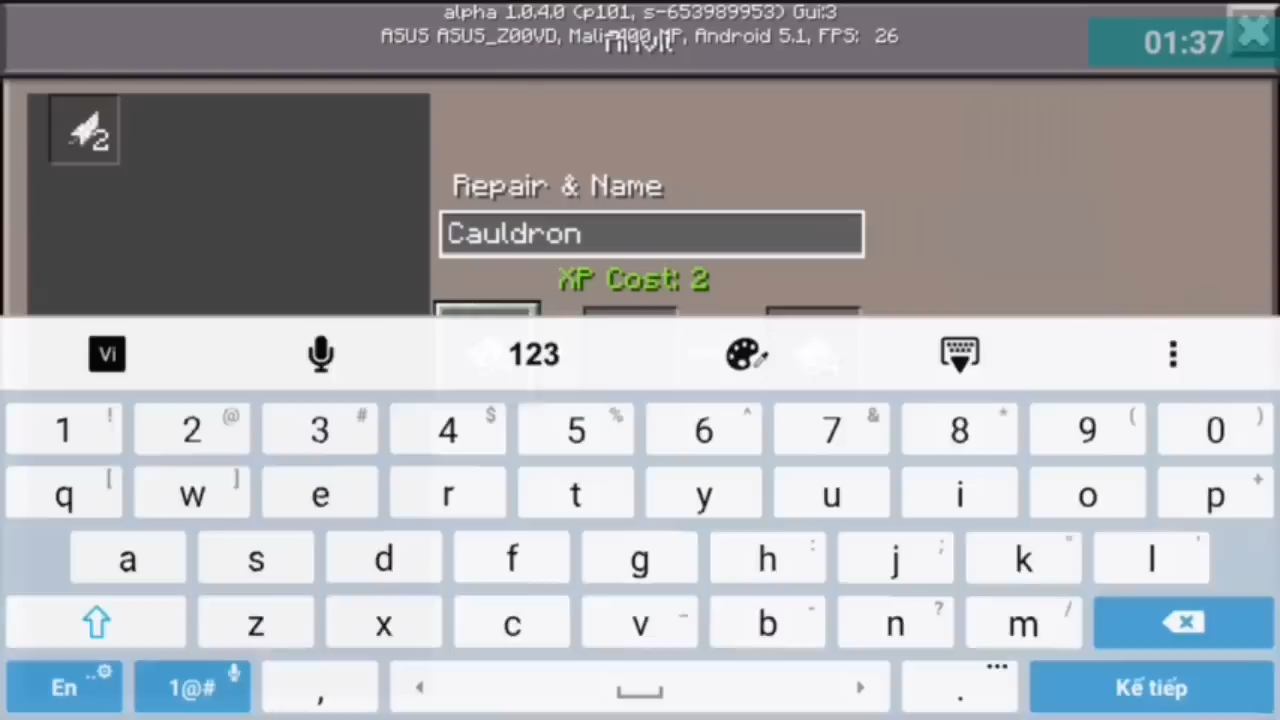 alpha 1.0.4.0 (p101, s-653989953) Gui:3
ASUS ASUS_Z00VD, Mali-400 MP, Android 5.1, FPS: 26
Anvil
01:37
2
Repair & Name
Cauldron
XP Cost: 2
Vi
123
1 ! 2 @ 3 # 4 $ 5 % 6 ^ 7 & 8 * 9 ( 0 )
q [ w ] e r t y u i o p +
a s d f g h : j ; k " l '
z x c v _ b - n ? m /
En 1@# , . ... Kế tiếp